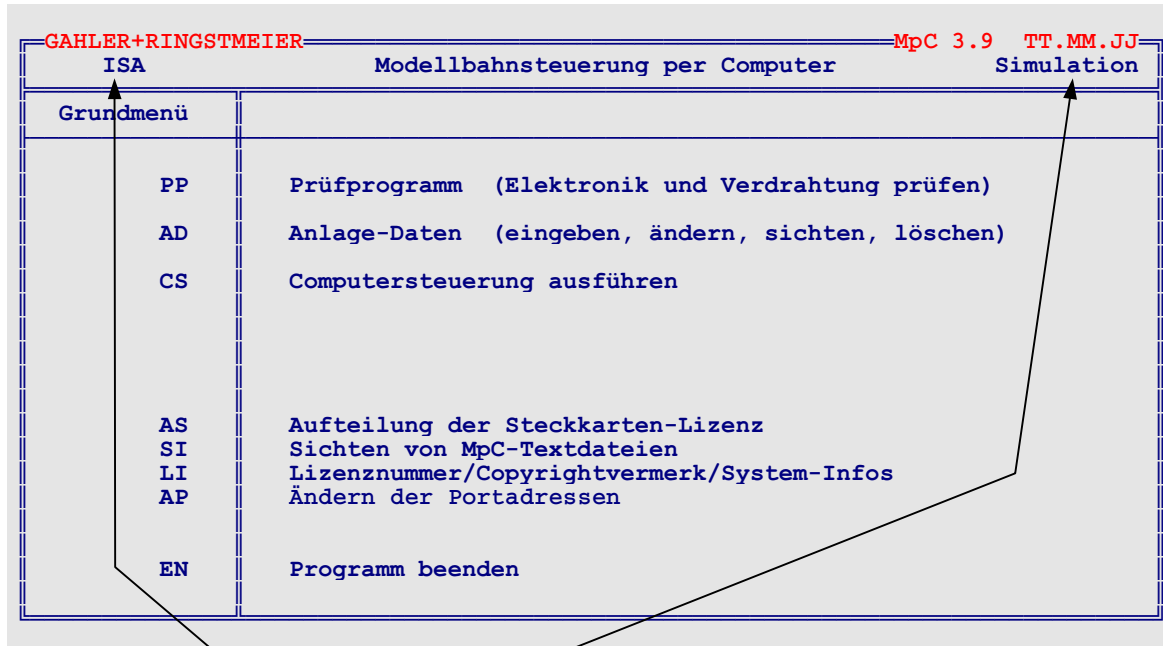 GAHLER+RINGSTMEIER MpC 3.9 TT.MM.JJ
ISA Modellbahnsteuerung per Computer Simulation
Grundmenü
PP Prüfprogramm (Elektronik und Verdrahtung prüfen)
AD Anlage-Daten (eingeben, ändern, sichten, löschen)
CS Computersteuerung ausführen
AS Aufteilung der Steckkarten-Lizenz
SI Sichten von MpC-Textdateien
LI Lizenznummer/Copyrightvermerk/System-Infos
AP Ändern der Portadressen
EN Programm beenden